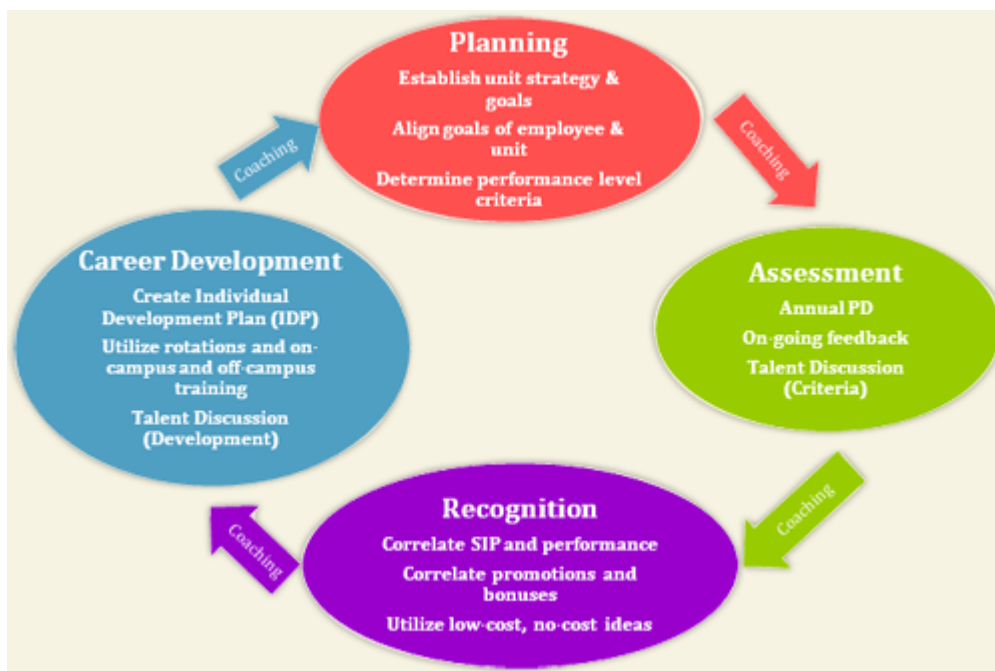 Planning
Establish unit strategy &
goals
Align goals of employee &
unit
Determine performance level
criteria
Coaching
Assessment
Annual PD
On-going feedback
Talent Discussion
(Criteria)
Coaching
Recognition
Correlate SIP and performance
Correlate promotions and
bonuses
Utilize low-cost, no-cost ideas
Coaching
Career Development
Create Individual
Development Plan (IDP)
Utilize rotations and on-
campus and off-campus
training
Talent Discussion
(Development)
Coaching